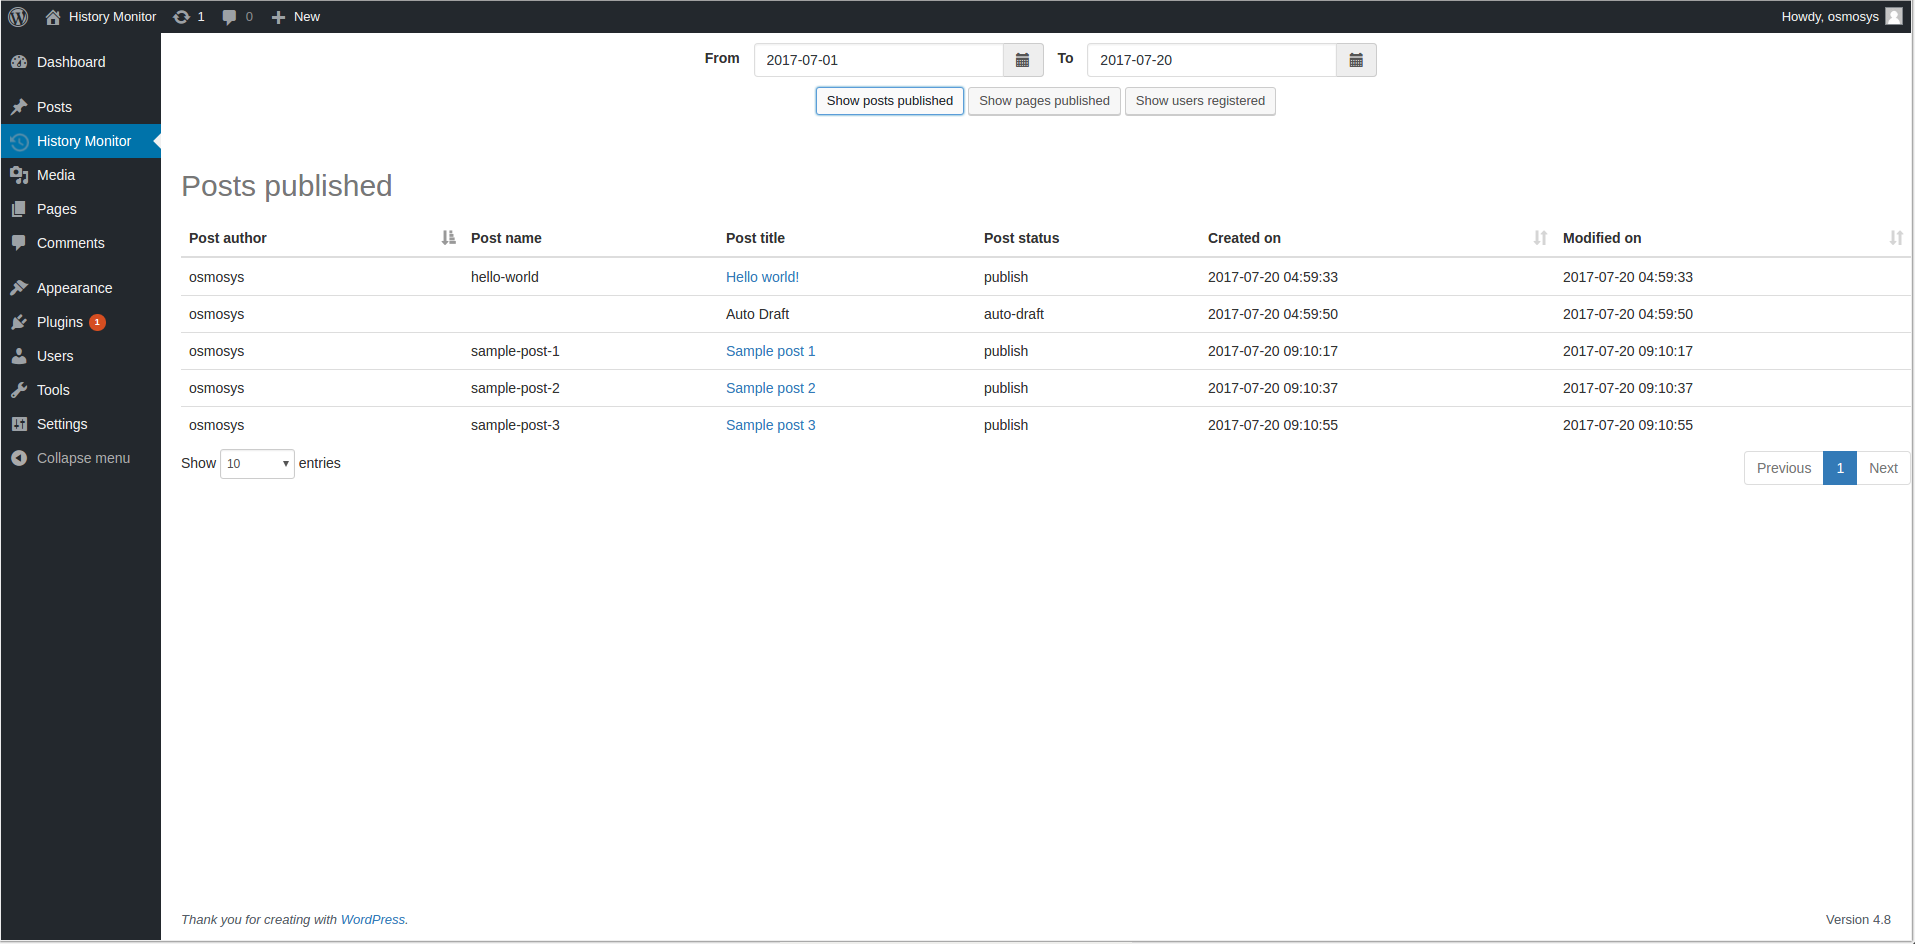 History Monitor 1 0 New Howdy, osmosys
Dashboard
Posts
History Monitor
Media
Pages
Comments
Appearance
Plugins 1
Users
Tools
Settings
Collapse menu
From 2017-07-01 To 2017-07-20
Show posts published Show pages published Show users registered
Posts published
Post author Post name Post title Post status Created on Modified on
osmosys hello-world Hello world! publish 2017-07-20 04:59:33 2017-07-20 04:59:33
osmosys Auto Draft auto-draft 2017-07-20 04:59:50 2017-07-20 04:59:50
osmosys sample-post-1 Sample post 1 publish 2017-07-20 09:10:17 2017-07-20 09:10:17
osmosys sample-post-2 Sample post 2 publish 2017-07-20 09:10:37 2017-07-20 09:10:37
osmosys sample-post-3 Sample post 3 publish 2017-07-20 09:10:55 2017-07-20 09:10:55
Show 10 entries Previous 1 Next
Thank you for creating with WordPress. Version 4.8